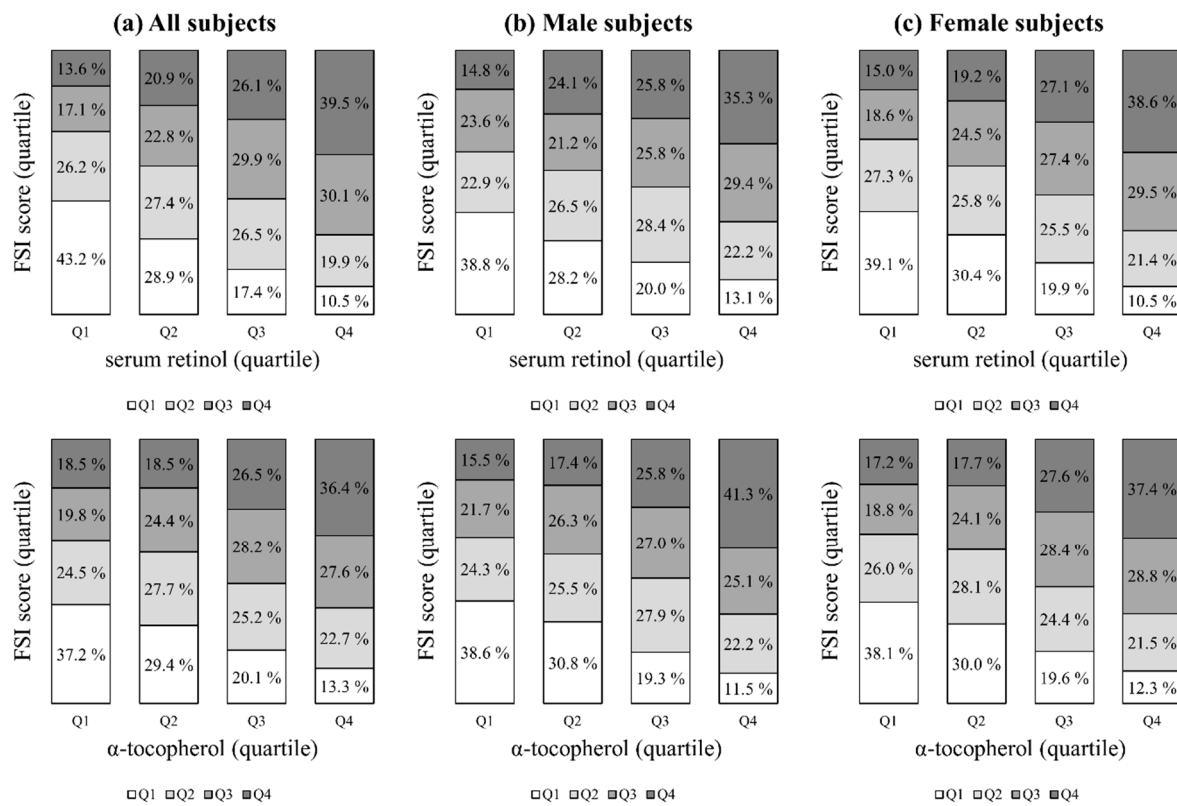 (a) All subjects
FSI score (quartile)
13.6 % 20.9 % 26.1 % 39.5 %
17.1 % 22.8 % 29.9 % 30.1 %
26.2 % 27.4 % 26.5 % 19.9 %
43.2 % 28.9 % 17.4 % 10.5 %
Q1 Q2 Q3 Q4
serum retinol (quartile)
Q1 Q2 Q3 Q4
(b) Male subjects
FSI score (quartile)
14.8 % 24.1 % 25.8 % 35.3 %
23.6 % 21.2 % 25.8 % 29.4 %
22.9 % 26.5 % 28.4 % 22.2 %
38.8 % 28.2 % 20.0 % 13.1 %
Q1 Q2 Q3 Q4
serum retinol (quartile)
Q1 Q2 Q3 Q4
(c) Female subjects
FSI score (quartile)
15.0 % 19.2 % 27.1 % 38.6 %
18.6 % 24.5 % 27.4 % 29.5 %
27.3 % 25.8 % 25.5 % 21.4 %
39.1 % 30.4 % 19.9 % 10.5 %
Q1 Q2 Q3 Q4
serum retinol (quartile)
Q1 Q2 Q3 Q4
FSI score (quartile)
18.5 % 18.5 % 26.5 % 36.4 %
19.8 % 24.4 % 28.2 % 27.6 %
24.5 % 27.7 % 25.2 % 22.7 %
37.2 % 29.4 % 20.1 % 13.3 %
Q1 Q2 Q3 Q4
α-tocopherol (quartile)
Q1 Q2 Q3 Q4
FSI score (quartile)
15.5 % 17.4 % 25.8 % 41.3 %
21.7 % 26.3 % 27.0 % 25.1 %
24.3 % 25.5 % 27.9 % 22.2 %
38.6 % 30.8 % 19.3 % 11.5 %
Q1 Q2 Q3 Q4
α-tocopherol (quartile)
Q1 Q2 Q3 Q4
FSI score (quartile)
17.2 % 17.7 % 27.6 % 37.4 %
18.8 % 24.1 % 28.4 % 28.8 %
26.0 % 28.1 % 24.4 % 21.5 %
38.1 % 30.0 % 19.6 % 12.3 %
Q1 Q2 Q3 Q4
α-tocopherol (quartile)
Q1 Q2 Q3 Q4